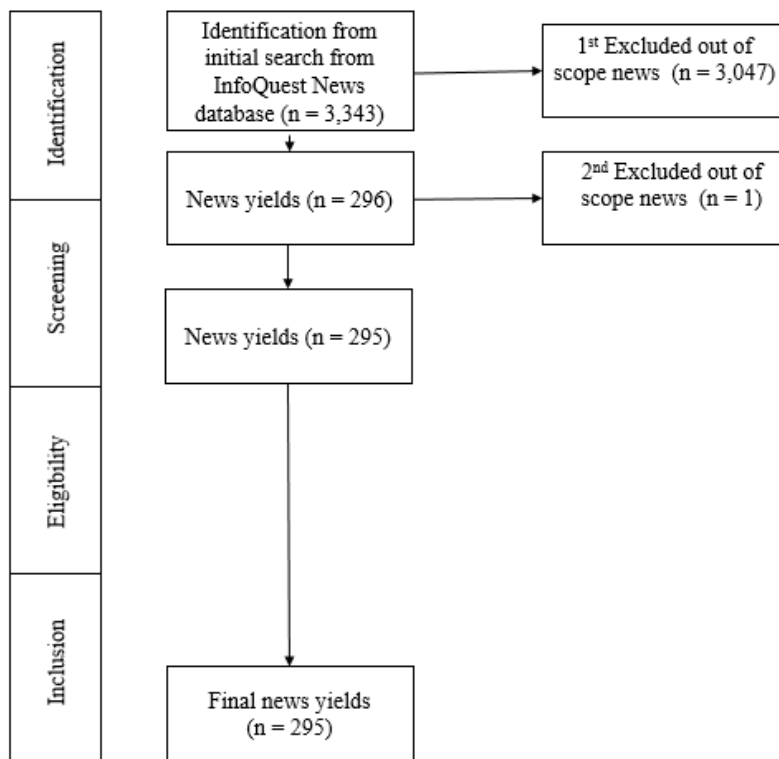 Identification
Identification from
initial search from
InfoQuest News
database (n = 3,343)
1st Excluded out of
scope news (n = 3,047)
News yields (n = 296)
2nd Excluded out of
scope news (n = 1)
Screening
News yields (n = 295)
Eligibility
Inclusion
Final news yields
(n = 295)